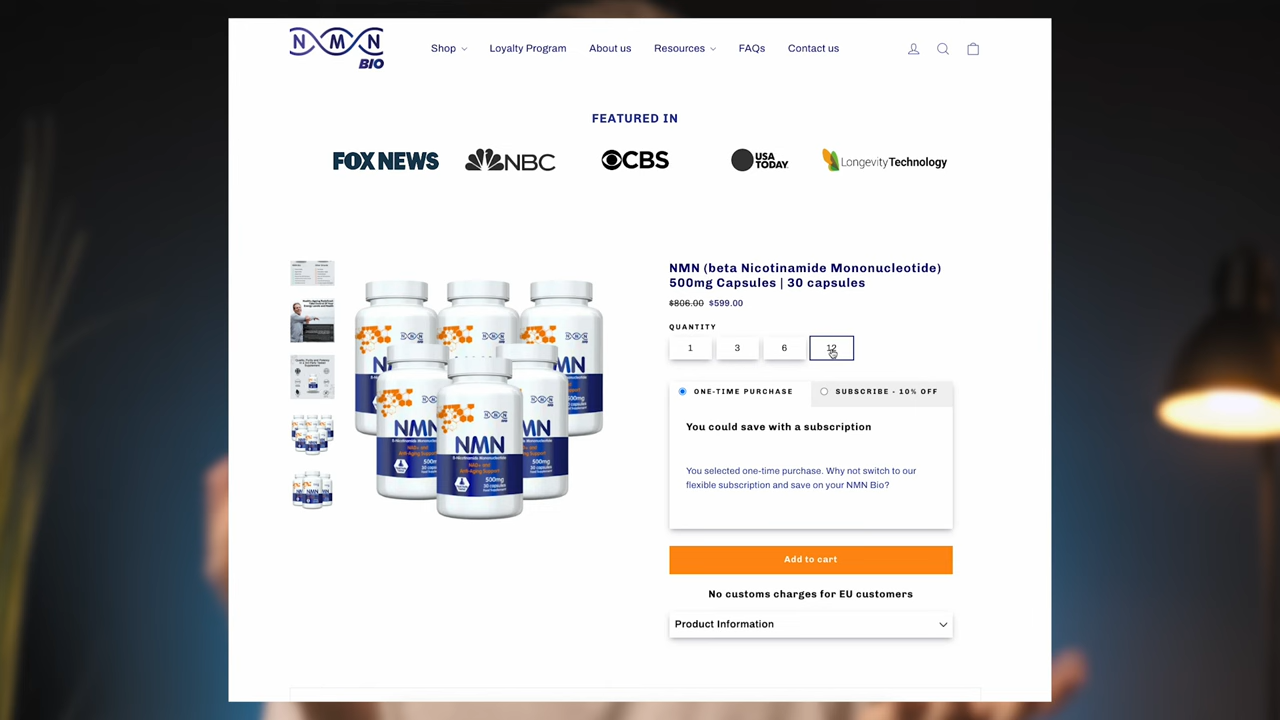 N M N
BIO
Shop
Loyalty Program
About us
Resources
FAQs
Contact us
FEATURED IN
FOX NEWS
NBC
CBS
USA TODAY
Longevity Technology
NMN (beta Nicotinamide Mononucleotide)
500mg Capsules | 30 capsules
$806.00 $599.00
QUANTITY
1
3
6
12
ONE-TIME PURCHASE
SUBSCRIBE - 10% OFF
You could save with a subscription
You selected one-time purchase. Why not switch to our
flexible subscription and save on your NMN Bio?
Add to cart
No customs charges for EU customers
Product Information
NMN
500mg
30 capsules